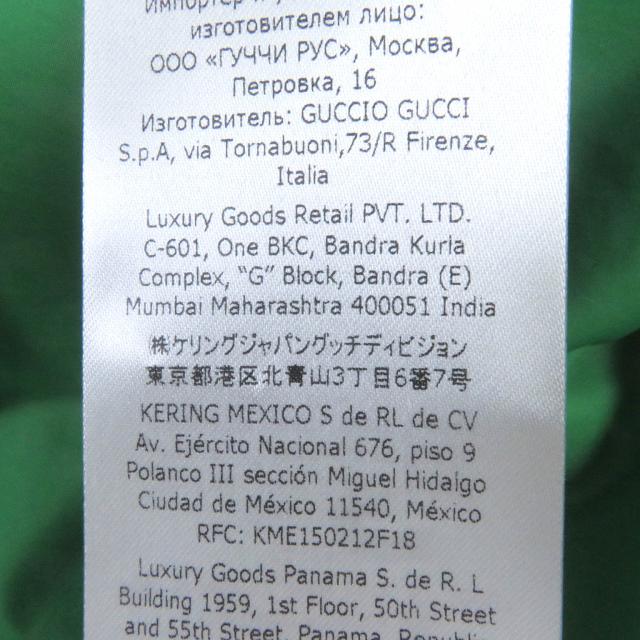 изготовителем лицо:
ООО «ГУЧЧИ РУС», Москва,
Петровка, 16
Изготовитель: GUCCIO GUCCI
S.p.A, via Tornabuoni,73/R Firenze,
Italia
Luxury Goods Retail PVT. LTD.
C-601, One BKC, Bandra Kurla
Complex, “G” Block, Bandra (E)
Mumbai Maharashtra 400051 India
㈱ケリングジャパングッチディビジョン
東京都港区北青山3丁目6番7号
KERING MEXICO S de RL de CV
Av. Ejército Nacional 676, piso 9
Polanco III sección Miguel Hidalgo
Ciudad de México 11540, México
RFC: KME150212F18
Luxury Goods Panama S. de R. L
Building 1959, 1st Floor, 50th Street
and 55th Street, Panama,